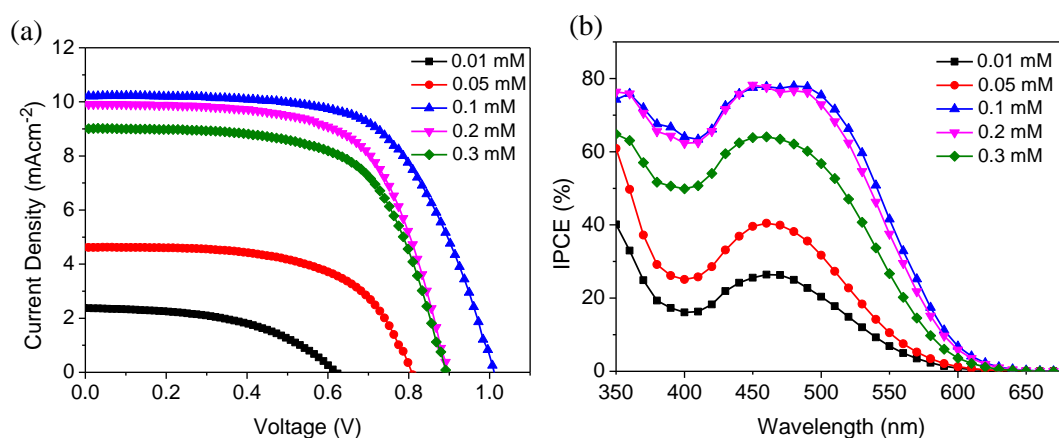 (a)
12
10
8
6
4
2
0
Current Density (mAcm-2)
0.0 0.2 0.4 0.6 0.8 1.0
Voltage (V)
0.01 mM
0.05 mM
0.1 mM
0.2 mM
0.3 mM
(b)
80
60
40
20
0
IPCE (%)
350 400 450 500 550 600 650
Wavelength (nm)
0.01 mM
0.05 mM
0.1 mM
0.2 mM
0.3 mM